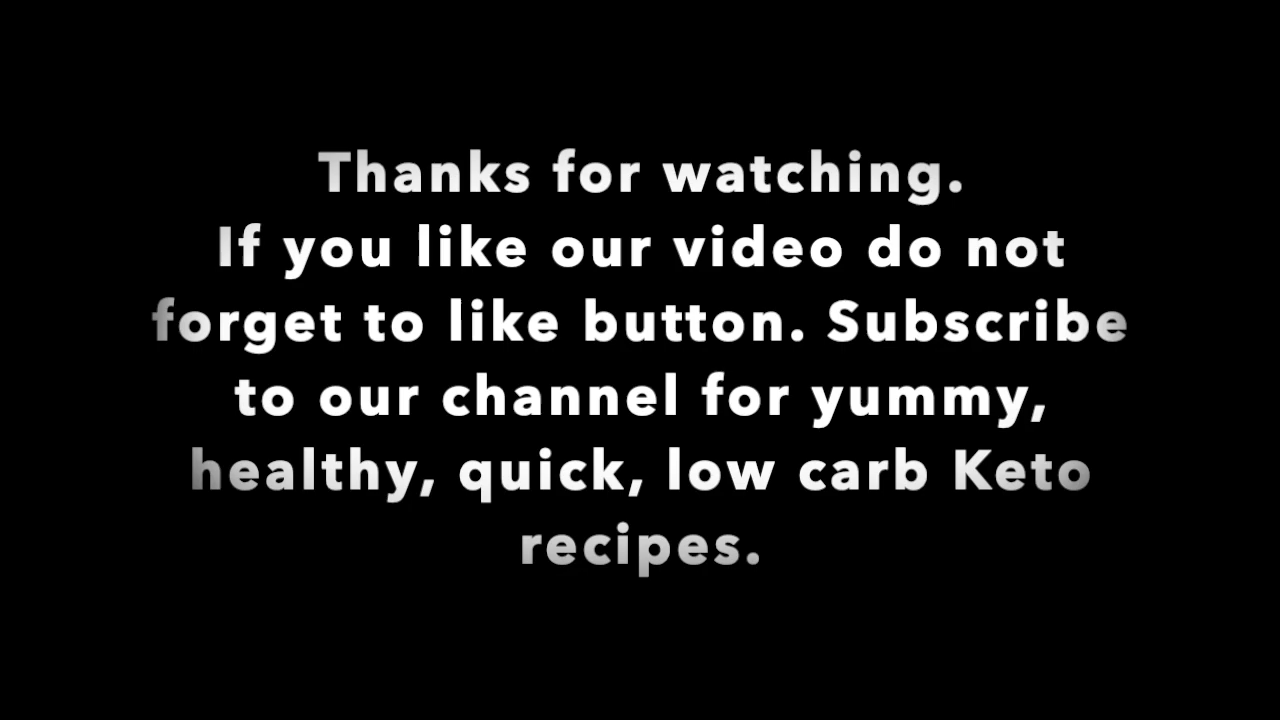 Thanks for watching.
If you like our video do not
forget to like button. Subscribe
to our channel for yummy,
healthy, quick, low carb Keto
recipes.